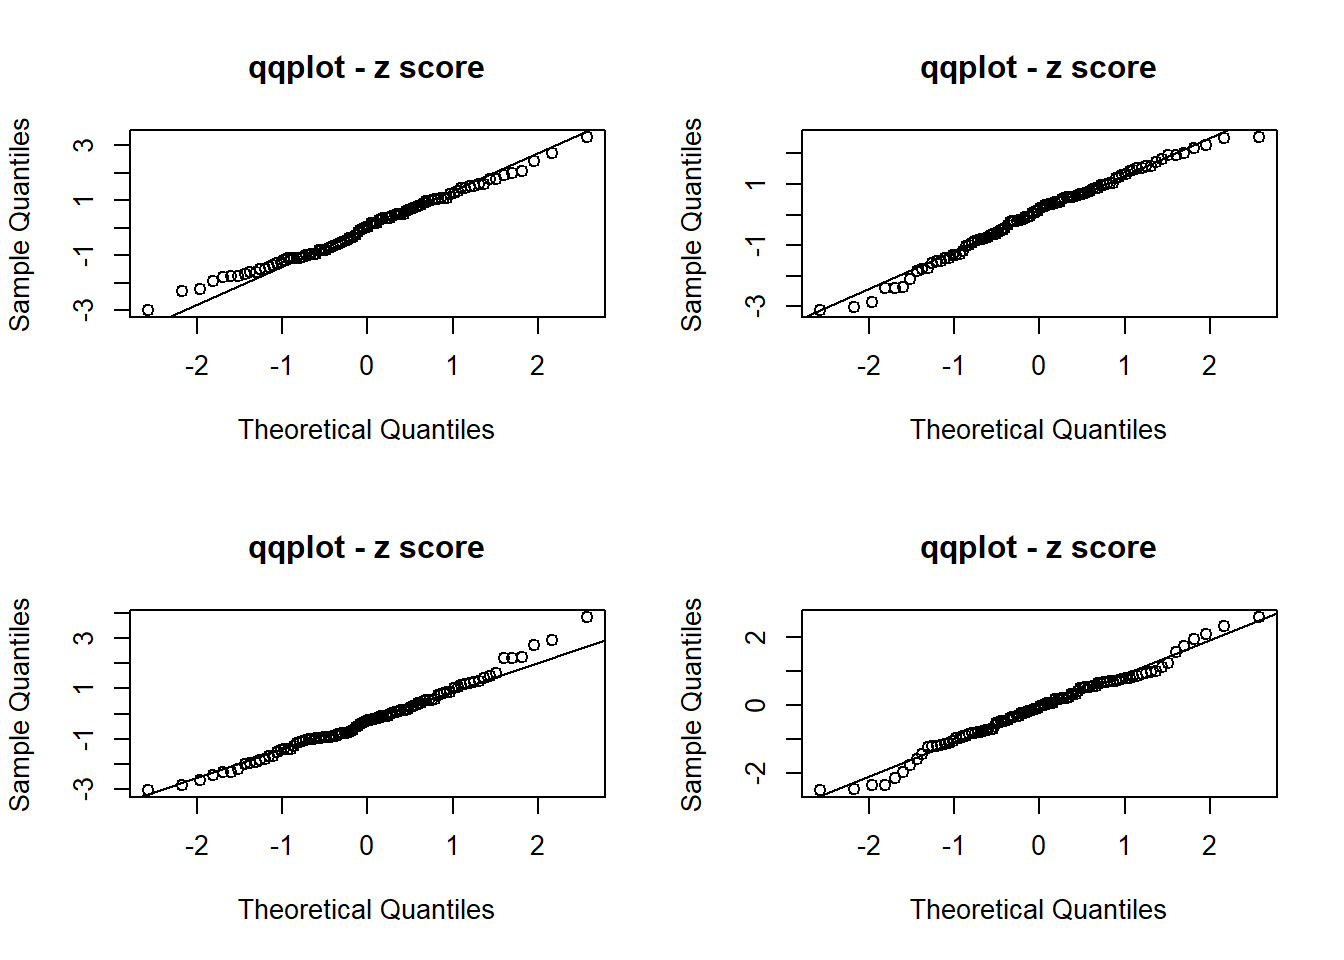 qqplot - z score
Sample Quantiles
3
1
-1
-3
-2 -1 0 1 2
Theoretical Quantiles
qqplot - z score
Sample Quantiles
1
-1
-3
-2 -1 0 1 2
Theoretical Quantiles
qqplot - z score
Sample Quantiles
3
1
-1
-3
-2 -1 0 1 2
Theoretical Quantiles
qqplot - z score
Sample Quantiles
2
0
-2
-2 -1 0 1 2
Theoretical Quantiles